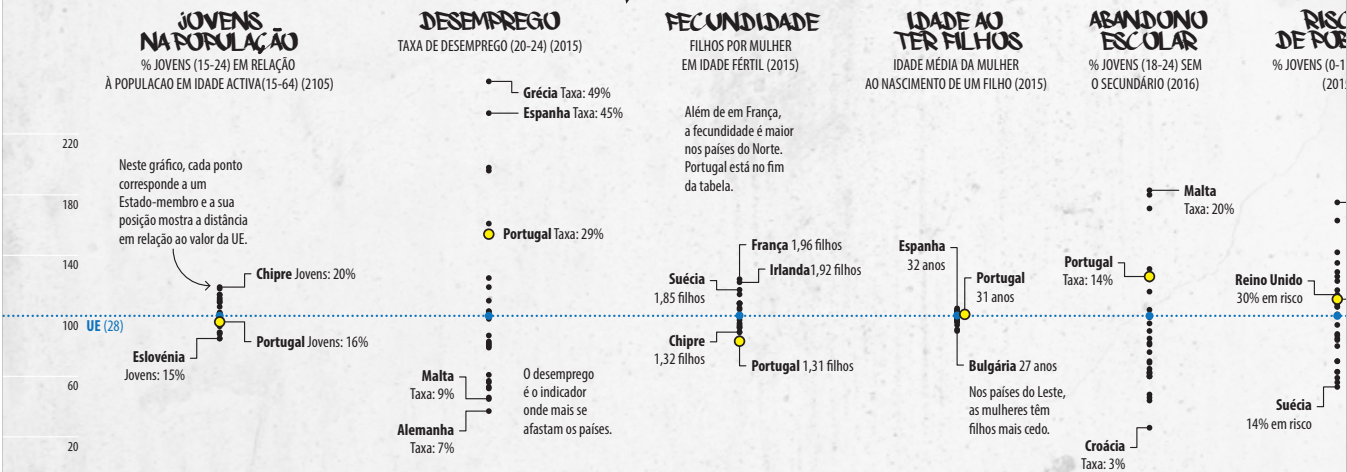 JOVENS
NA POPULAÇÃO
% JOVENS (15-24) EM RELAÇÃO
À POPULACAO EM IDADE ACTIVA(15-64) (2105)
220
180
140
100
60
20
UE (28)
Neste gráfico, cada ponto
corresponde a um
Estado-membro e a sua
posição mostra a distância
em relação ao valor da UE.
Chipre Jovens: 20%
Portugal Jovens: 16%
Eslovénia
Jovens: 15%
DESEMPREGO
TAXA DE DESEMPREGO (20-24) (2015)
Grécia Taxa: 49%
Espanha Taxa: 45%
Portugal Taxa: 29%
Malta
Taxa: 9%
Alemanha
Taxa: 7%
O desemprego
é o indicador
onde mais se
afastam os países.
FECUNDIDADE
FILHOS POR MULHER
EM IDADE FÉRTIL (2015)
Além de em França,
a fecundidade é maior
nos países do Norte.
Portugal está no fim
da tabela.
França 1,96 filhos
Irlanda1,92 filhos
Suécia
1,85 filhos
Chipre
1,32 filhos
Portugal 1,31 filhos
IDADE AO
TER FILHOS
IDADE MÉDIA DA MULHER
AO NASCIMENTO DE UM FILHO (2015)
Espanha
32 anos
Portugal
31 anos
Bulgária 27 anos
Nos países do Leste,
as mulheres têm
filhos mais cedo.
ABANDONO
ESCOLAR
% JOVENS (18-24) SEM
O SECUNDÁRIO (2016)
Malta
Taxa: 20%
Portugal
Taxa: 14%
Croácia
Taxa: 3%
RISC
DE POB
% JOVENS (0-1
(201
Reino Unido
30% em risco
Suécia
14% em risco